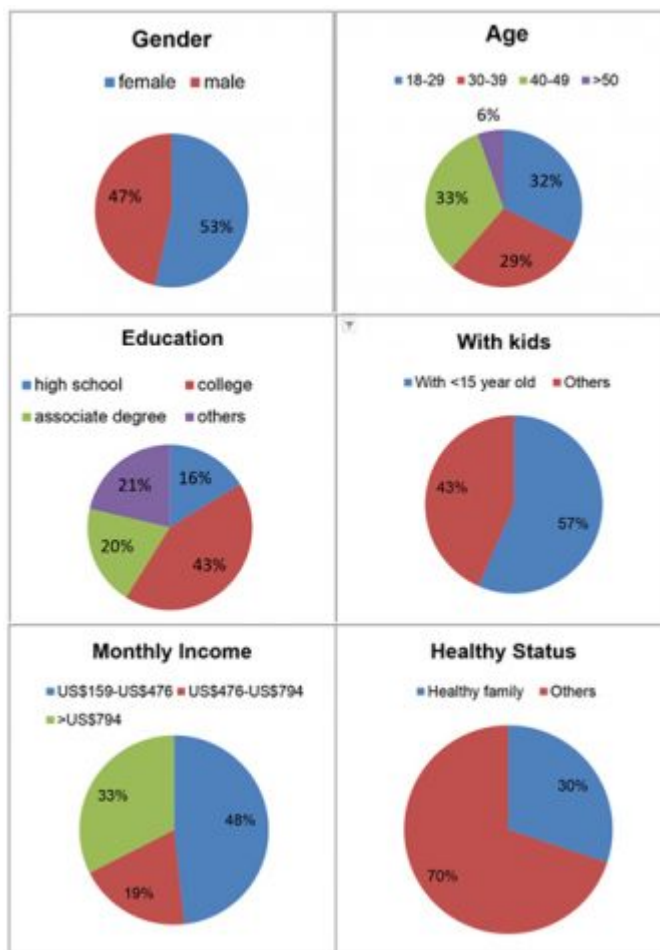 Gender
female male
47%
53%
Age
18-29 30-39 40-49 >50
6%
32%
33%
29%
Education
high school college
associate degree others
21% 16%
20%
43%
With kids
With <15 year old Others
43%
57%
Monthly Income
US$159-US$476 US$476-US$794
>US$794
33%
48%
19%
Healthy Status
Healthy family Others
30%
70%